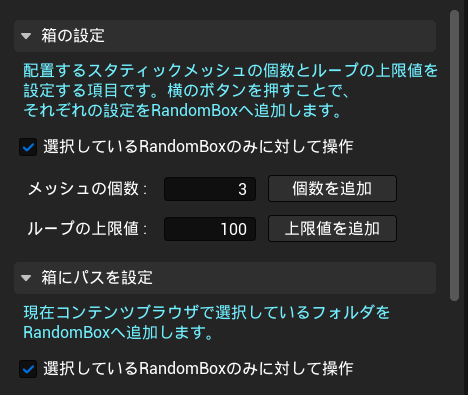 箱の設定
配置するスタティックメッシュの個数とループの上限値を
設定する項目です。横のボタンを押すことで、
それぞれの設定をRandomBoxへ追加します。
選択しているRandomBoxのみに対して操作
メッシュの個数: 3 個数を追加
ループの上限値: 100 上限値を追加
箱にパスを設定
現在コンテンツブラウザで選択しているフォルダを
RandomBoxへ追加します。
選択しているRandomBoxのみに対して操作